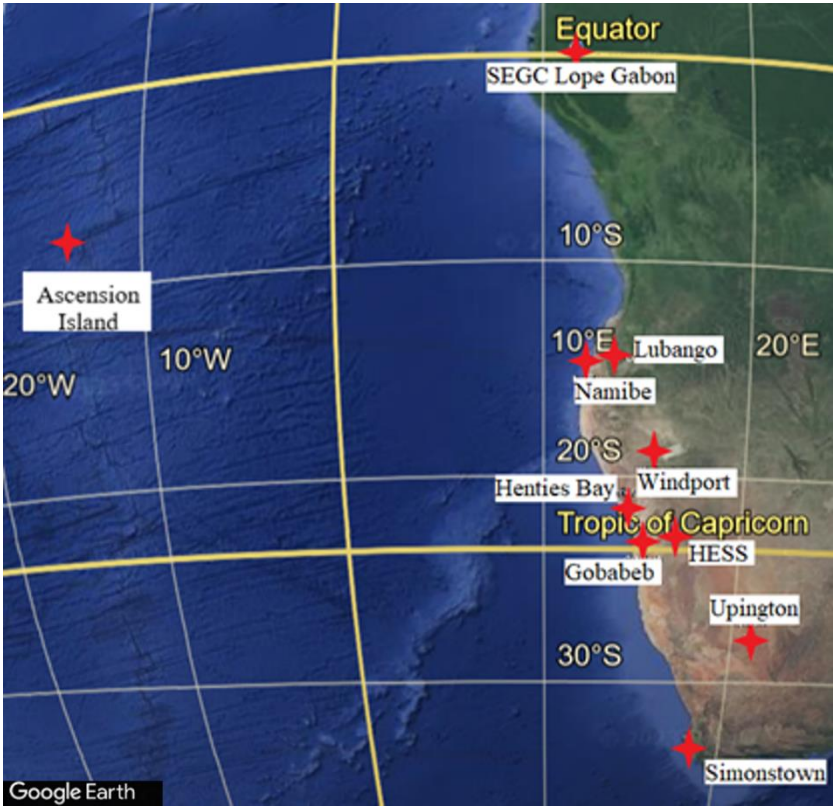 Equator
SEGC Lope Gabon
10°S
Ascension
Island
10°E
Lubango
20°E
10°W
20°W
Namibe
20°S
Windport
Henties Bay
Tropic of Capricorn
HESS
Gobabeb
Upington
30°S
Simonstown
Google Earth